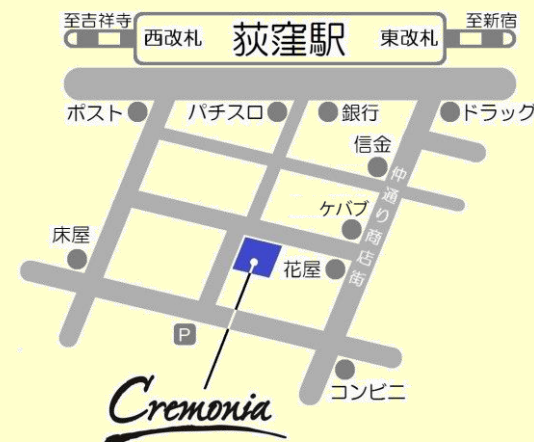 至吉祥寺
至新宿
西改札
荻窪駅
東改札
ポスト
パチスロ
銀行
ドラッグ
信金
仲通り商店街
ケバブ
床屋
花屋
P
コンビニ
Cremonia